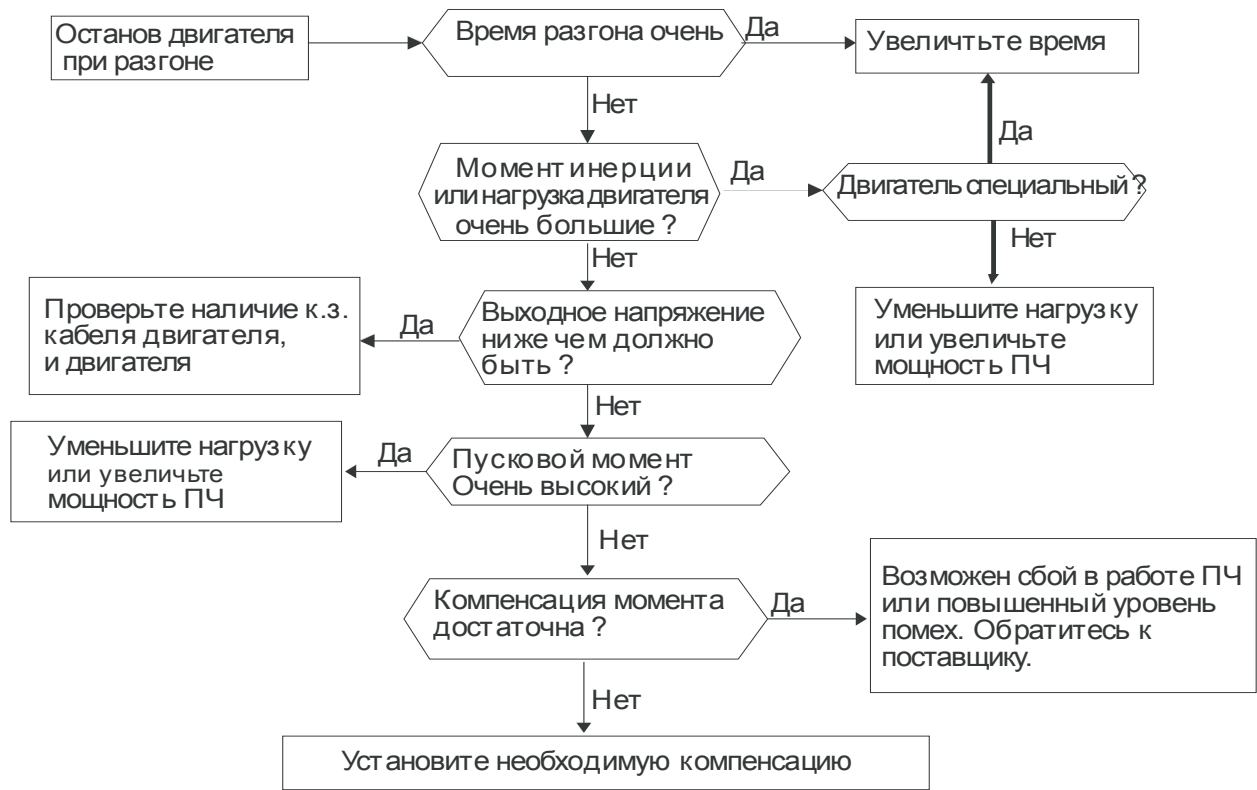 Останов двигателя
при разгоне
Время разгона очень
Да
Увеличтьте время
Нет
Да
Момент инерции
или нагрузка двигателя
очень большие ?
Да
Двигатель специальный ?
Нет
Нет
Проверьте наличие к.з.
кабеля двигателя,
и двигателя
Да
Выходное напряжение
ниже чем должно
быть ?
Уменьшите нагрузку
или увеличьте
мощность ПЧ
Нет
Уменьшите нагрузку
или увеличьте
мощность ПЧ
Да
Пусковой момент
Очень высокий ?
Нет
Компенсация момента
достаточна ?
Да
Возможен сбой в работе ПЧ
или повышенный уровень
помех. Обратитесь к
поставщику.
Нет
Установите необходимую компенсацию